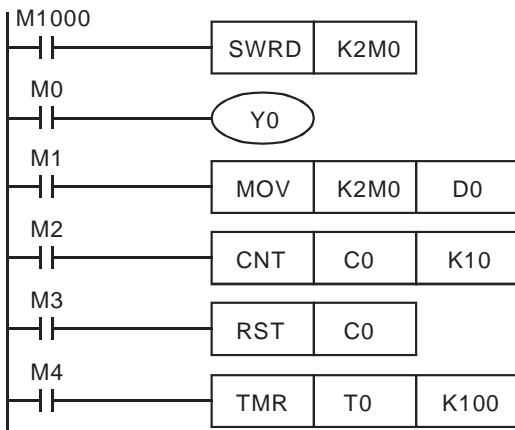 M1000
SWRD K2M0
M0
Y0
M1
MOV K2M0 D0
M2
CNT C0 K10
M3
RST C0
M4
TMR T0 K100